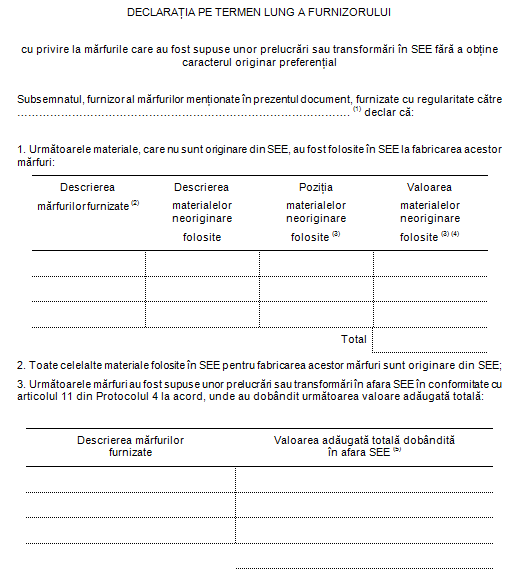 DECLARAȚIA PE TERMEN LUNG A FURNIZORULUI
cu privire la mărfurile care au fost supuse unor prelucrări sau transformări în SEE fără a obține
caracterul originar preferențial
Subsemnatul, furnizor al mărfurilor menționate în prezentul document, furnizate cu regularitate către
................................................................................ (1) declar că:
1. Următoarele materiale, care nu sunt originare din SEE, au fost folosite în SEE la fabricarea acestor
mărfuri:
Descrierea Descrierea Poziția Valoarea
mărfurilor furnizate (2) materialelor materialelor materialelor
neoriginare neoriginare neoriginare
folosite folosite (3) folosite (3) (4)
Total
2. Toate celelalte materiale folosite în SEE pentru fabricarea acestor mărfuri sunt originare din SEE;
3. Următoarele mărfuri au fost supuse unor prelucrări sau transformări în afara SEE în conformitate cu
articolul 11 din Protocolul 4 la acord, unde au dobândit următoarea valoare adăugată totală:
Descrierea mărfurilor Valoarea adăugată totală dobândită
furnizate în afara SEE (5)